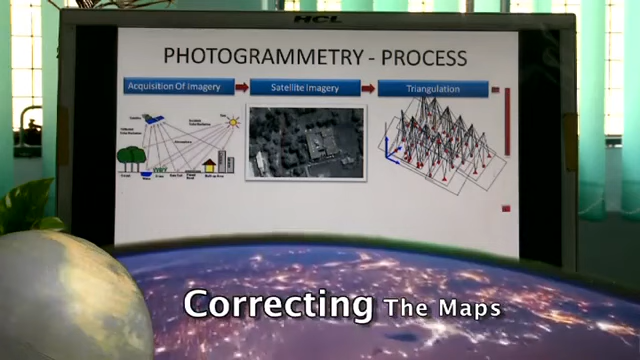 HCL
PHOTOGRAMMETRY - PROCESS
Acquisition Of Imagery
Satellite Imagery
Triangulation
Correcting The Maps